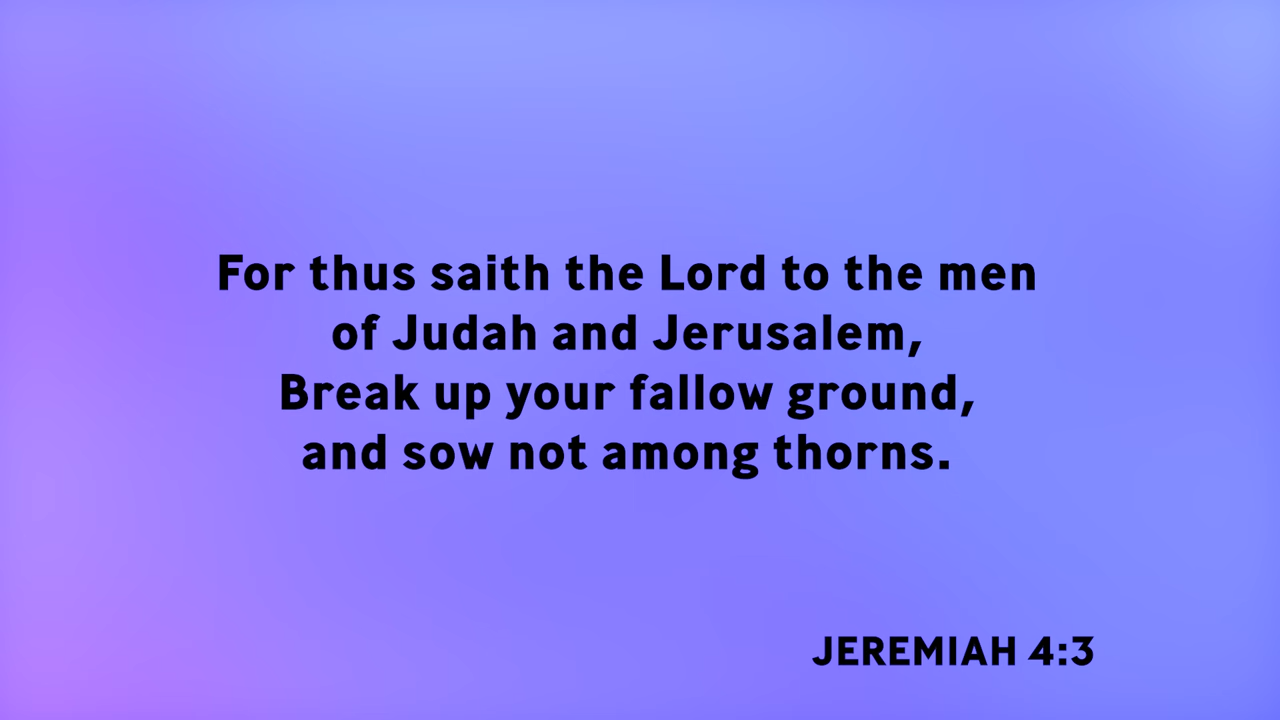 For thus saith the Lord to the men
of Judah and Jerusalem,
Break up your fallow ground,
and sow not among thorns.
JEREMIAH 4:3